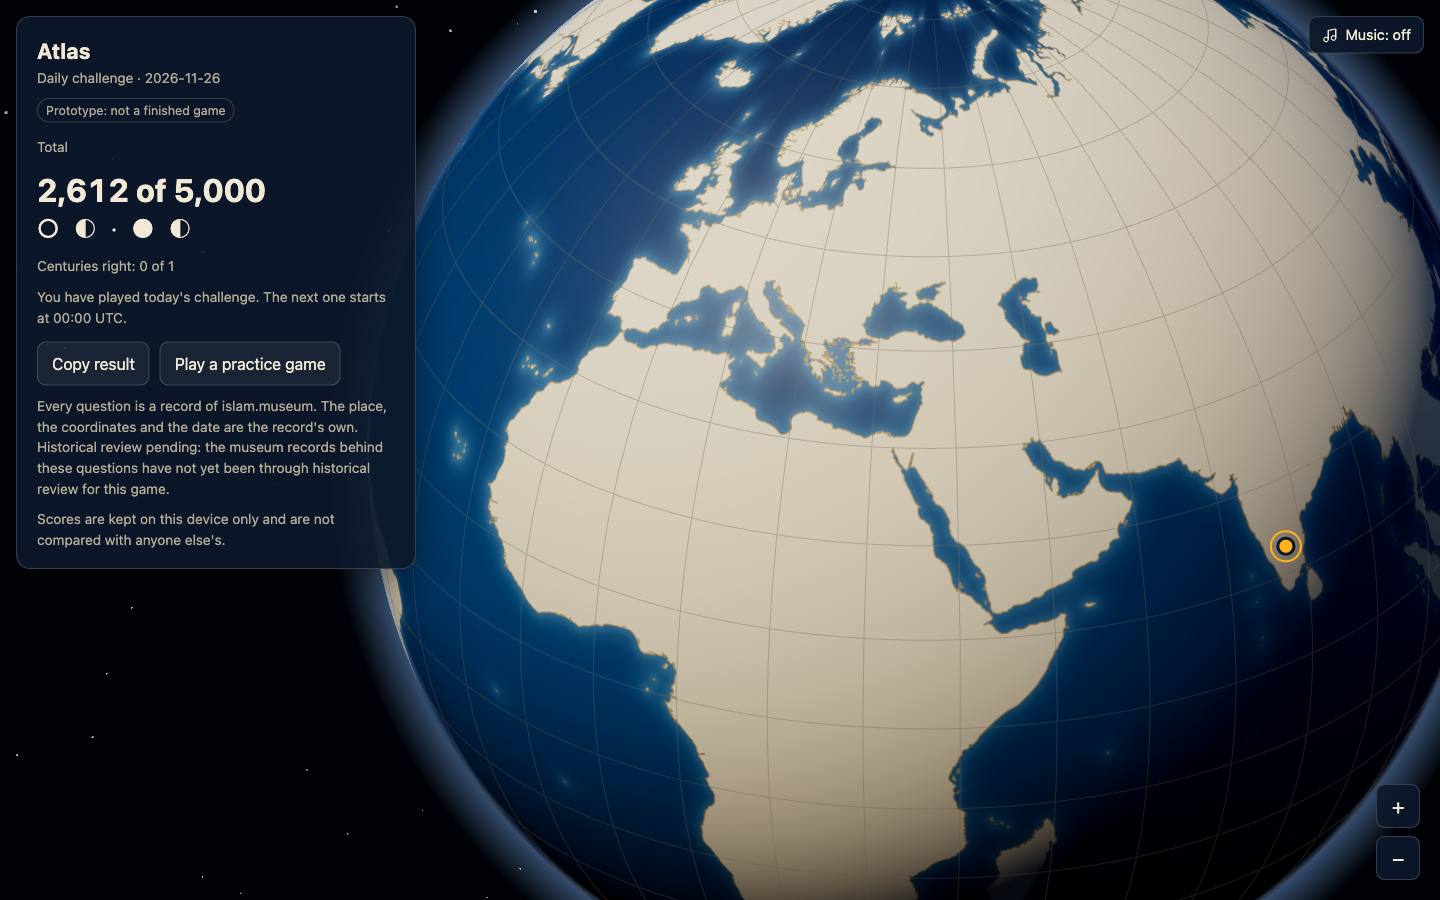 Atlas
Daily challenge · 2026-11-26
Prototype: not a finished game
Total
2,612 of 5,000
Centuries right: 0 of 1
You have played today's challenge. The next one starts
at 00:00 UTC.
Copy result
Play a practice game
Every question is a record of islam.museum. The place,
the coordinates and the date are the record's own.
Historical review pending: the museum records behind
these questions have not yet been through historical
review for this game.
Scores are kept on this device only and are not
compared with anyone else's.
Music: off
+
−